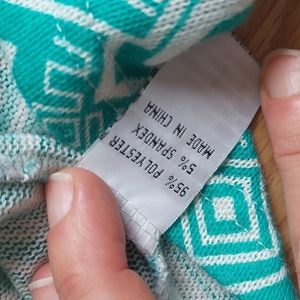 95% POLYESTER
5% SPANDEX
MADE IN CHINA